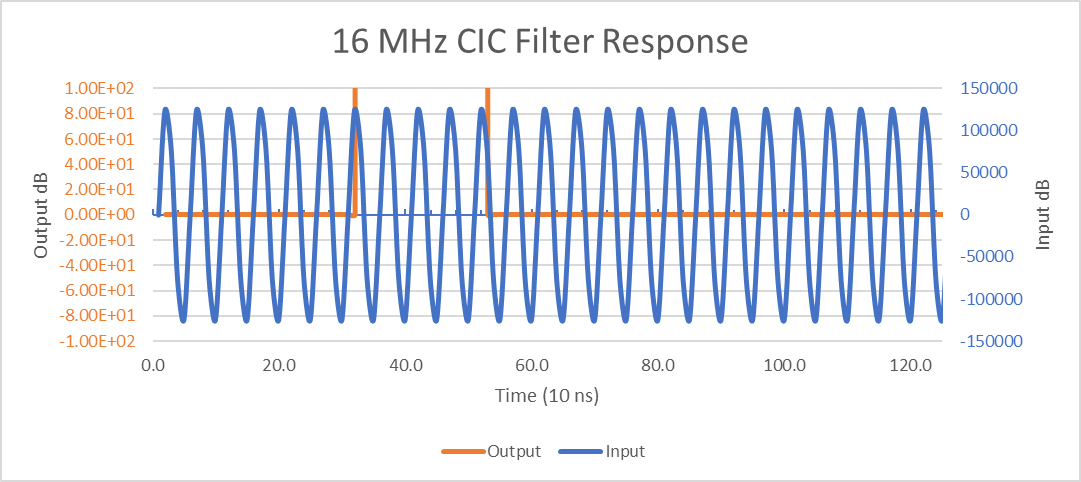 16 MHz CIC Filter Response
1.00E+02
8.00E+01
6.00E+01
4.00E+01
2.00E+01
0.00E+00
-2.00E+01
-4.00E+01
-6.00E+01
-8.00E+01
-1.00E+02
Output dB
150000
100000
50000
0
-50000
-100000
-150000
Input dB
0.0 20.0 40.0 60.0 80.0 100.0 120.0
Time (10 ns)
Output Input